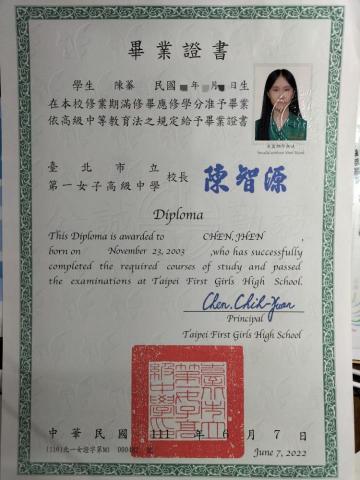 畢業證書
學生 陳蓁 民國 年 月 日生
在本校修業期滿修畢應修學分准予畢業
依高級中等教育法之規定給予畢業證書
臺北市立
第一女子高級中學 校長 陳智源
Diploma
This Diploma is awarded to CHEN, JHEN ,
born on November 23, 2003 ,who has successfully
completed the required courses of study and passed
the examinations at Taipei First Girls High School.
Chen, Chih-Yuan
Principal
Taipei First Girls High School
中華民國 111 年 6 月 7 日
June 7, 2022